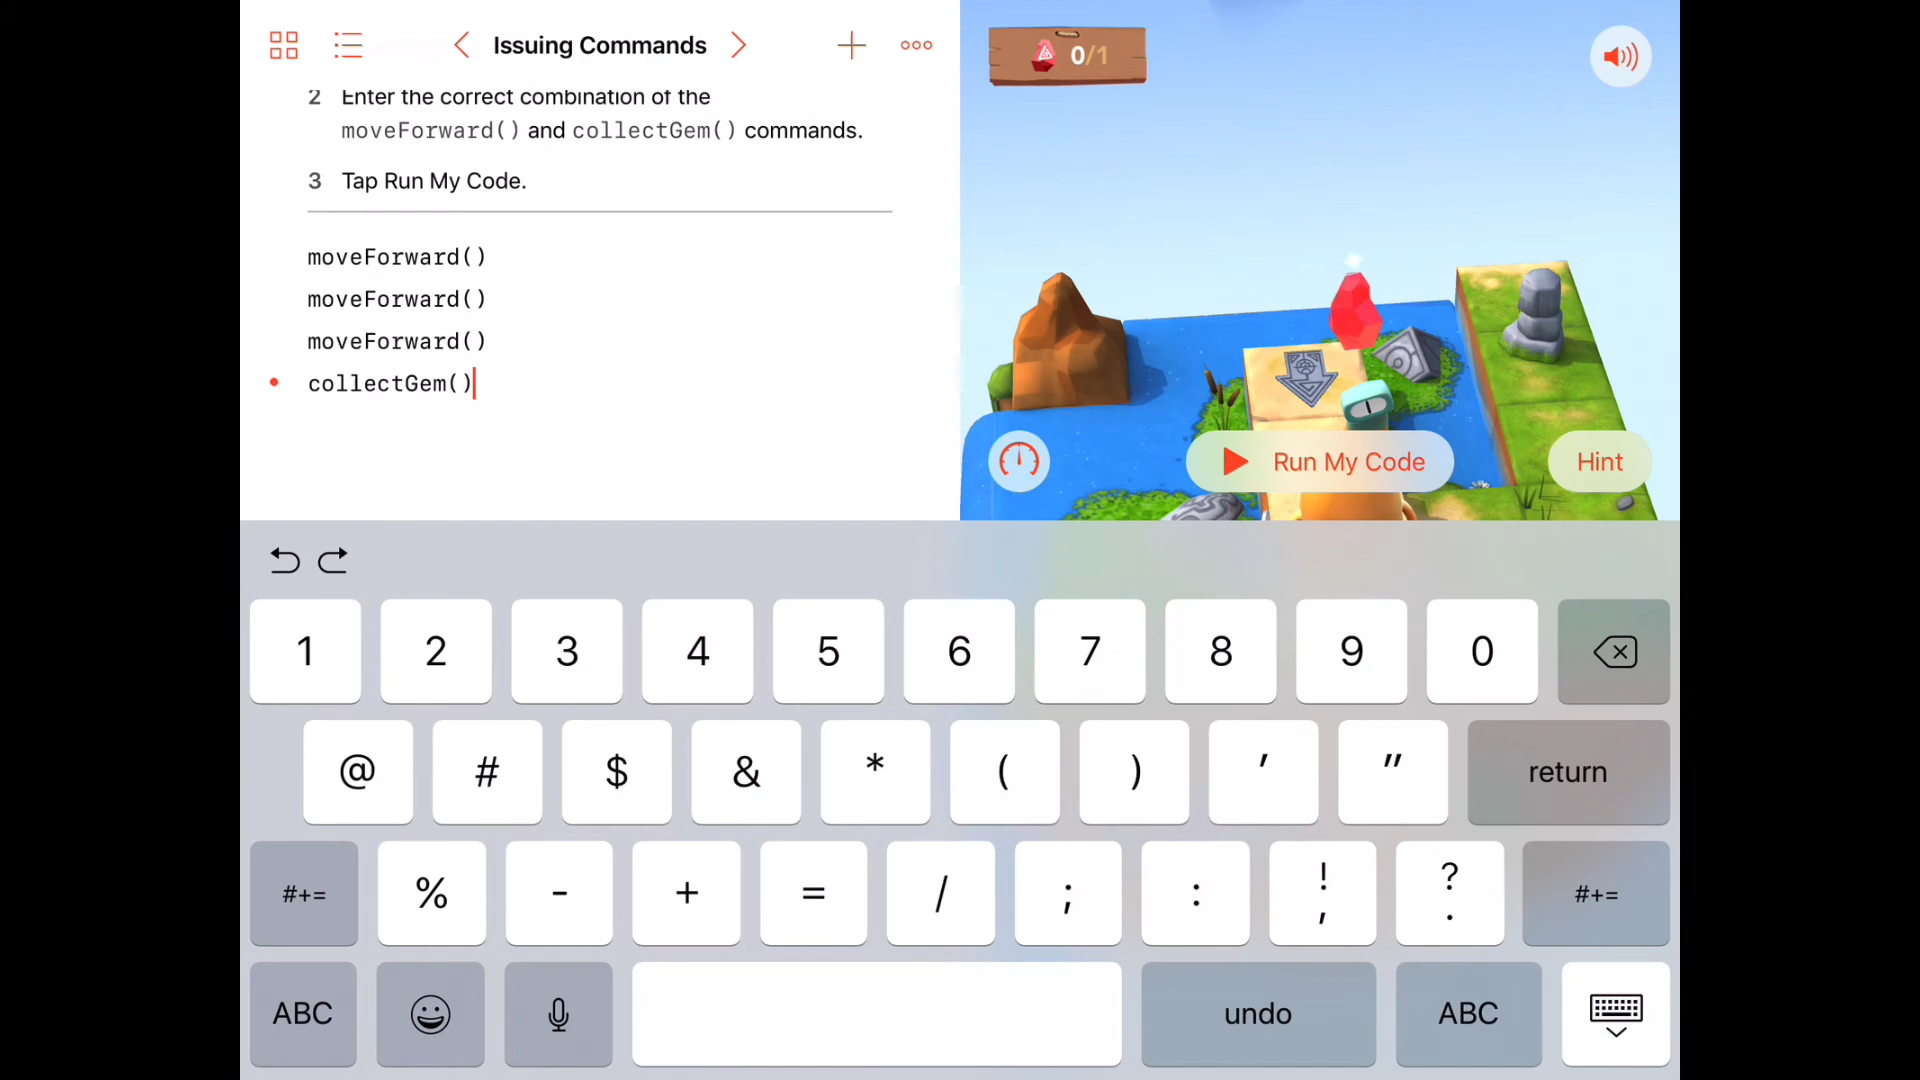 Issuing Commands
0/1
2 Enter the correct combination of the
moveForward() and collectGem() commands.
3 Tap Run My Code.
moveForward()
moveForward()
moveForward()
collectGem()
Run My Code
Hint
1 2 3 4 5 6 7 8 9 0
@ # $ & * ( ) ' " return
#+= % - + = / ; : ! , ? . #+=
ABC undo ABC